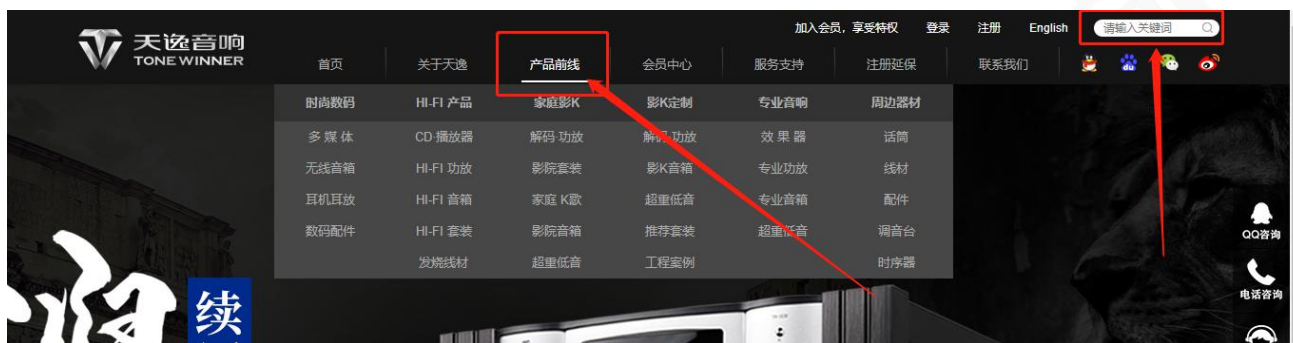 加入会员，享受特权 登录 注册 English 请输入关键词
天逸音响
TONE WINNER
首页 关于天逸 产品前线 会员中心 服务支持 注册延保 联系我们
时尚数码 HI-FI 产品 家庭影K 影K定制 专业音响 周边器材
多 媒 体 CD·播放器 解码·功放 解码·功放 效 果 器 话筒
无线音箱 HI-FI 功放 影院套装 影K音箱 专业功放 线材
耳机耳放 HI-FI 音箱 家庭 K歌 超重低音 专业音箱 配件
数码配件 HI-FI 套装 影院音箱 推荐套装 超重低音 调音台
发烧线材 超重低音 工程案例 时序器
QQ咨询
电话咨询
续